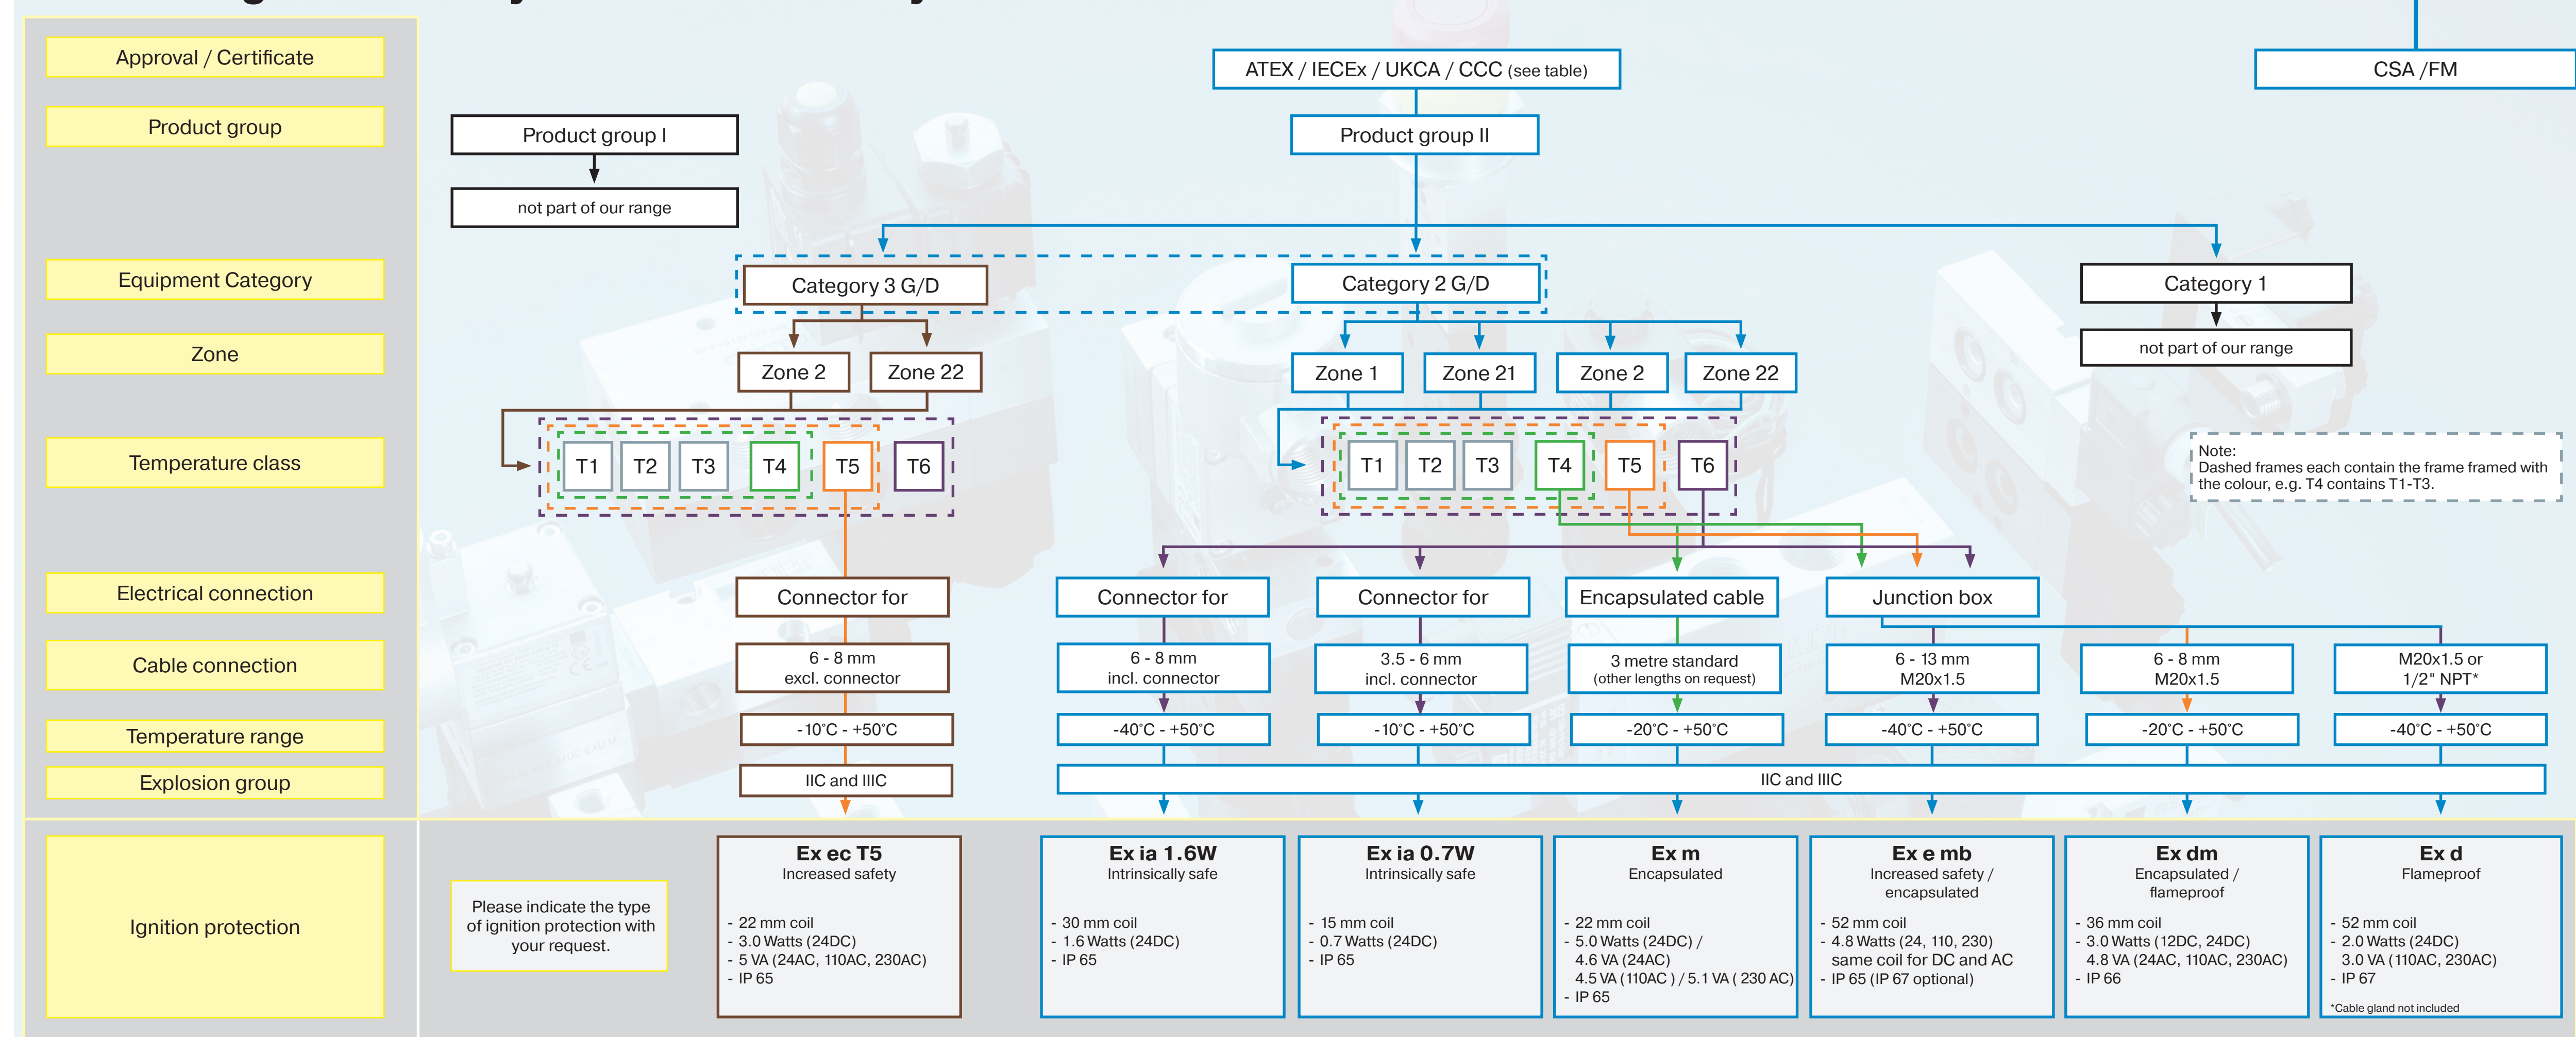 Approval / Certificate
ATEX / IECEx / UKCA / CCC (see table)
CSA /FM
Product group
Product group I
Product group II
not part of our range
Equipment Category
Category 3 G/D
Category 2 G/D
Category 1
Zone
not part of our range
Zone 2
Zone 22
Zone 1
Zone 21
Zone 2
Zone 22
Temperature class
T1
T2
T3
T4
T5
T6
T1
T2
T3
T4
T5
T6
Note:
Dashed frames each contain the frame framed with
the colour, e.g. T4 contains T1-T3.
Electrical connection
Connector for
Connector for
Connector for
Encapsulated cable
Junction box
Cable connection
6 - 8 mm
excl. connector
6 - 8 mm
incl. connector
3.5 - 6 mm
incl. connector
3 metre standard
(other lengths on request)
6 - 13 mm
M20x1.5
6 - 8 mm
M20x1.5
M20x1.5 or
1/2" NPT*
Temperature range
-10°C - +50°C
-40°C - +50°C
-10°C - +50°C
-20°C - +50°C
-40°C - +50°C
-20°C - +50°C
-40°C - +50°C
Explosion group
IIC and IIIC
IIC and IIIC
Ignition protection
Please indicate the type
of ignition protection with
your request.
Ex ec T5
Increased safety
- 22 mm coil
- 3.0 Watts (24DC)
- 5 VA (24AC, 110AC, 230AC)
- IP 65
Ex ia 1.6W
Intrinsically safe
- 30 mm coil
- 1.6 Watts (24DC)
- IP 65
Ex ia 0.7W
Intrinsically safe
- 15 mm coil
- 0.7 Watts (24DC)
- IP 65
Ex m
Encapsulated
- 22 mm coil
- 5.0 Watts (24DC) /
4.6 VA (24AC)
4.5 VA (110AC ) / 5.1 VA ( 230 AC)
- IP 65
Ex e mb
Increased safety /
encapsulated
- 52 mm coil
- 4.8 Watts (24, 110, 230)
same coil for DC and AC
- IP 65 (IP 67 optional)
Ex dm
Encapsulated /
flameproof
- 36 mm coil
- 3.0 Watts (12DC, 24DC)
4.8 VA (24AC, 110AC, 230AC)
- IP 66
Ex d
Flameproof
- 52 mm coil
- 2.0 Watts (24DC)
3.0 VA (110AC, 230AC)
- IP 67
*Cable gland not included